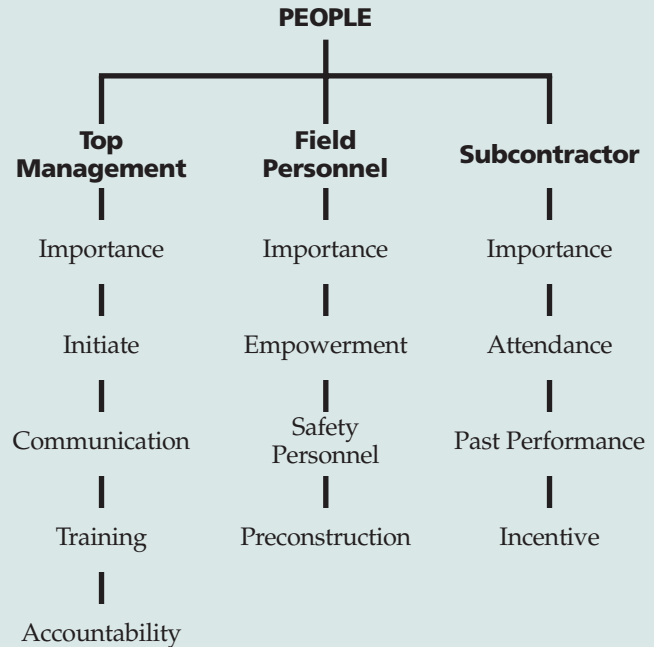 PEOPLE
Top
Management
Importance
Initiate
Communication
Training
Accountability
Field
Personnel
Importance
Empowerment
Safety
Personnel
Preconstruction
Subcontractor
Importance
Attendance
Past Performance
Incentive